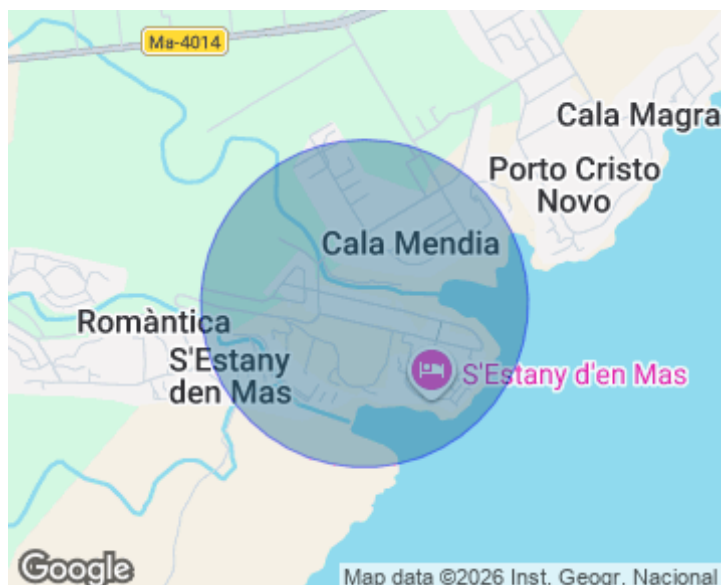 Ma-4014
Cala Magra
Porto Cristo
Novo
Cala Mendia
Romàntica
S'Estany
den Mas
S'Estany d'en Mas
Google
Map data ©2026 Inst. Geogr. Nacional